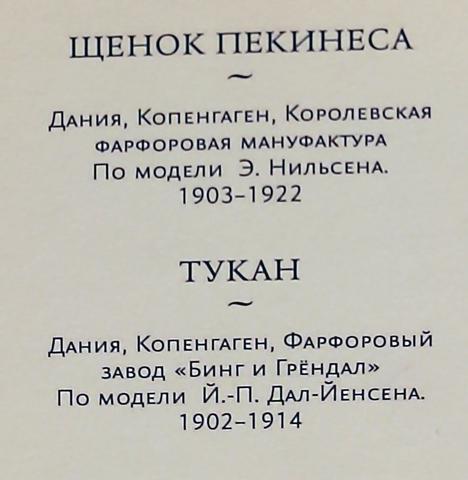 ЩЕНОК ПЕКИНЕСА
~
Дания, Копенгаген, Королевская
фарфоровая мануфактура
По модели Э. Нильсена.
1903–1922
ТУКАН
~
Дания, Копенгаген, Фарфоровый
завод «Бинг и Грёндал»
По модели Й.-П. Дал-Йенсена.
1902–1914